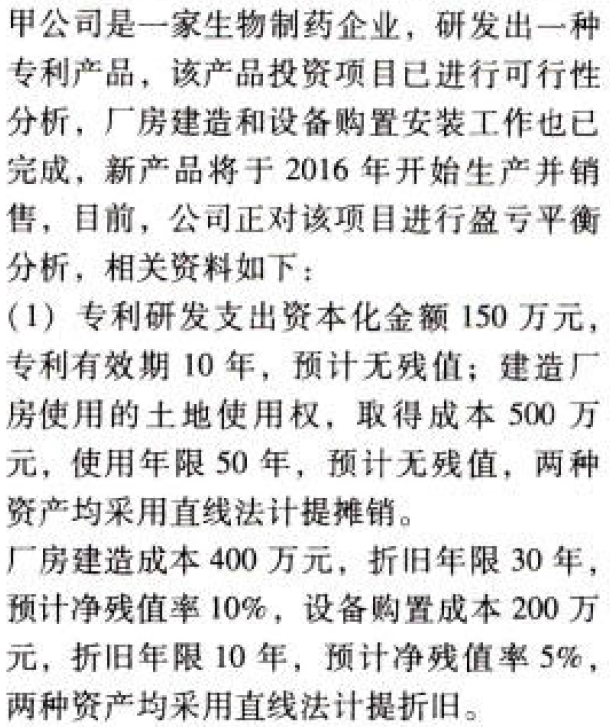 甲公司是一家生物制药企业，研发出一种
专利产品，该产品投资项目已进行可行性
分析，厂房建造和设备购置安装工作也已
完成，新产品将于 2016 年开始生产并销
售，目前，公司正对该项目进行盈亏平衡
分析，相关资料如下：
（1）专利研发支出资本化金额 150 万元，
专利有效期 10 年，预计无残值；建造厂
房使用的土地使用权，取得成本 500 万
元，使用年限 50 年，预计无残值，两种
资产均采用直线法计提摊销。
厂房建造成本 400 万元，折旧年限 30 年，
预计净残值率 10%，设备购置成本 200 万
元，折旧年限 10 年，预计净残值率 5%，
两种资产均采用直线法计提折旧。